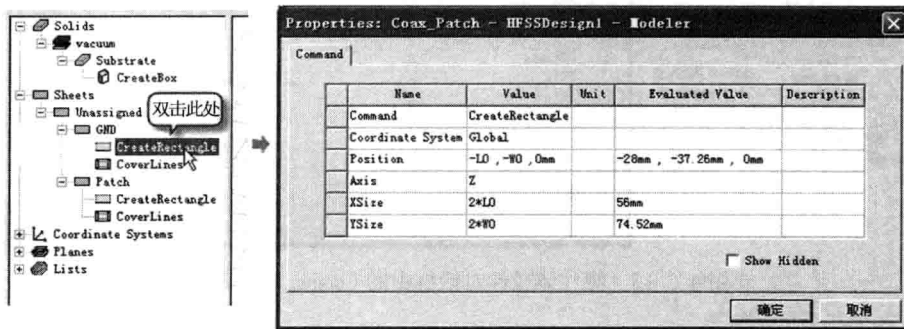 Solids
vacuum
Substrate
CreateBox
Sheets
Unassigned
双击此处
GND
CreateRectangle
CoverLines
Patch
CreateRectangle
CoverLines
Coordinate Systems
Planes
Lists
Properties: Coax_Patch - HFSSDesign1 - Modeler
Command
Name Value Unit Evaluated Value Description
Command CreateRectangle
Coordinate System Global
Position -L0 ,-W0 ,0mm -28mm , -37.26mm , 0mm
Axis Z
XSize 2*L0 56mm
YSize 2*W0 74.52mm
Show Hidden
确定 取消